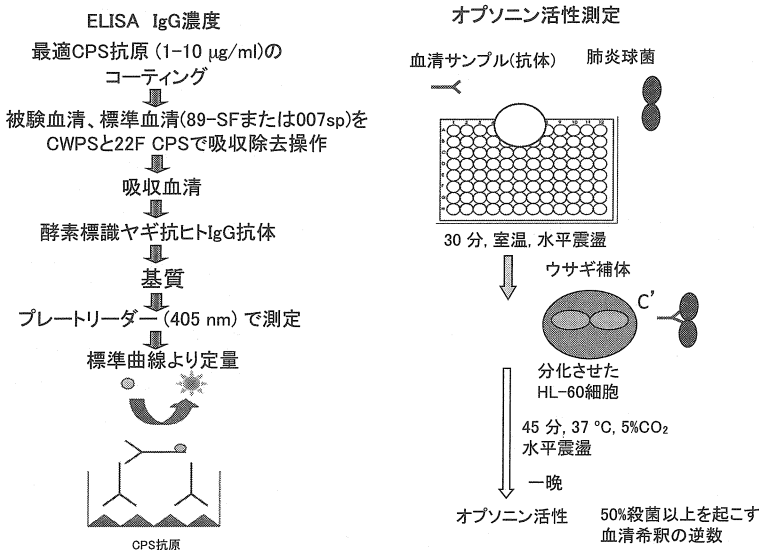 ELISA IgG濃度
最適CPS抗原 (1-10 μg/ml)の
コーティング
被験血清、標準血清(89-SFまたは007sp)を
CWPSと22F CPSで吸収除去操作
吸収血清
酵素標識ヤギ抗ヒトIgG抗体
基質
プレートリーダー (405 nm) で測定
標準曲線より定量
CPS抗原
オプソニン活性測定
血清サンプル(抗体)
肺炎球菌
30 分, 室温, 水平震盪
ウサギ補体
C’
分化させた
HL-60細胞
45 分, 37 ℃, 5%CO₂
水平震盪
一晩
オプソニン活性
50%殺菌以上を起こす
血清希釈の逆数